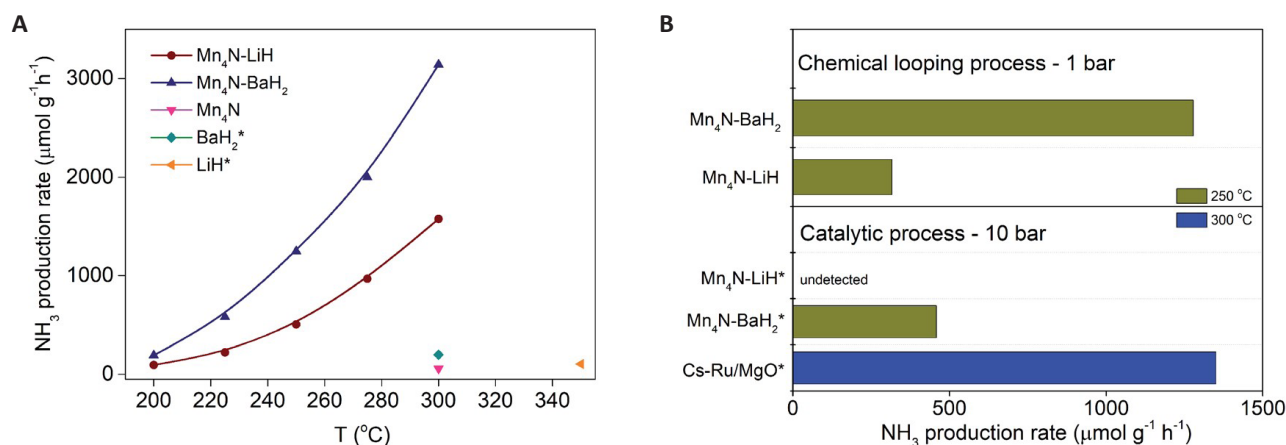 A
NH₃ production rate (μmol g⁻¹h⁻¹)
3000
2000
1000
0
Mn₄N-LiH
Mn₄N-BaH₂
Mn₄N
BaH₂*
LiH*
200 220 240 260 280 300 320 340
T (°C)
B
Chemical looping process - 1 bar
Mn₄N-BaH₂
Mn₄N-LiH
250 °C
300 °C
Catalytic process - 10 bar
Mn₄N-LiH* undetected
Mn₄N-BaH₂*
Cs-Ru/MgO*
0 500 1000 1500
NH₃ production rate (μmol g⁻¹ h⁻¹)